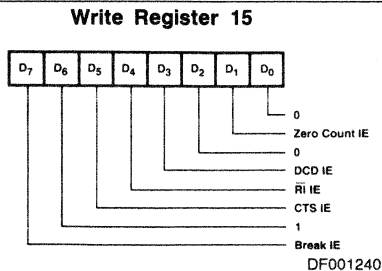 Write Register 15
D7 D6 D5 D4 D3 D2 D1 D0
0
Zero Count IE
0
DCD IE
R̅I̅ IE
CTS IE
1
Break IE
DF001240